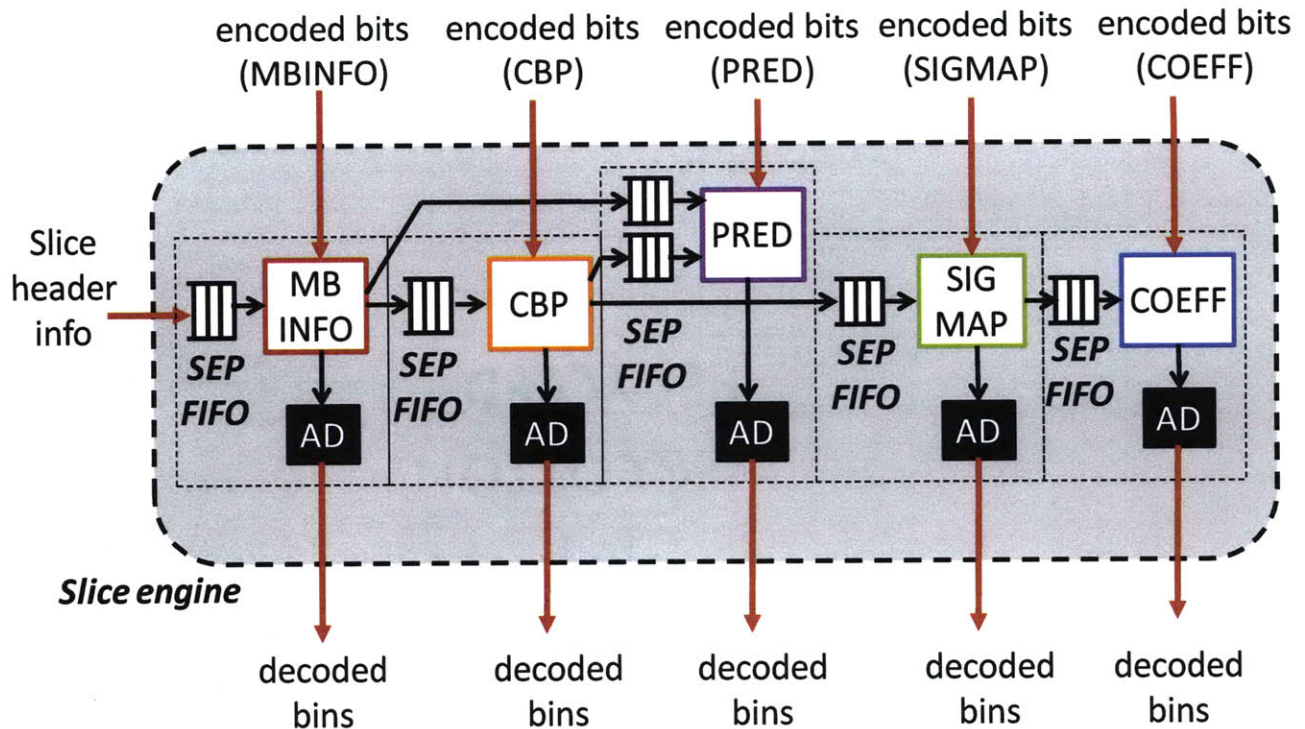 encoded bits
(MBINFO)
encoded bits
(CBP)
encoded bits
(PRED)
encoded bits
(SIGMAP)
encoded bits
(COEFF)
Slice
header
info
MB
INFO
CBP
PRED
SIG
MAP
COEFF
SEP
FIFO
SEP
FIFO
SEP
FIFO
SEP
FIFO
SEP
FIFO
AD
AD
AD
AD
AD
Slice engine
decoded
bins
decoded
bins
decoded
bins
decoded
bins
decoded
bins